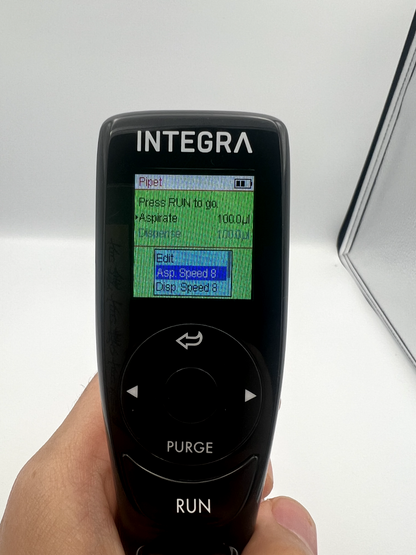 INTEGRA
Pipet
Press RUN to go.
Aspirate 100.0µl
Dispense 100.0µl
Edit
Asp. Speed 8
Disp. Speed 8
PURGE
RUN